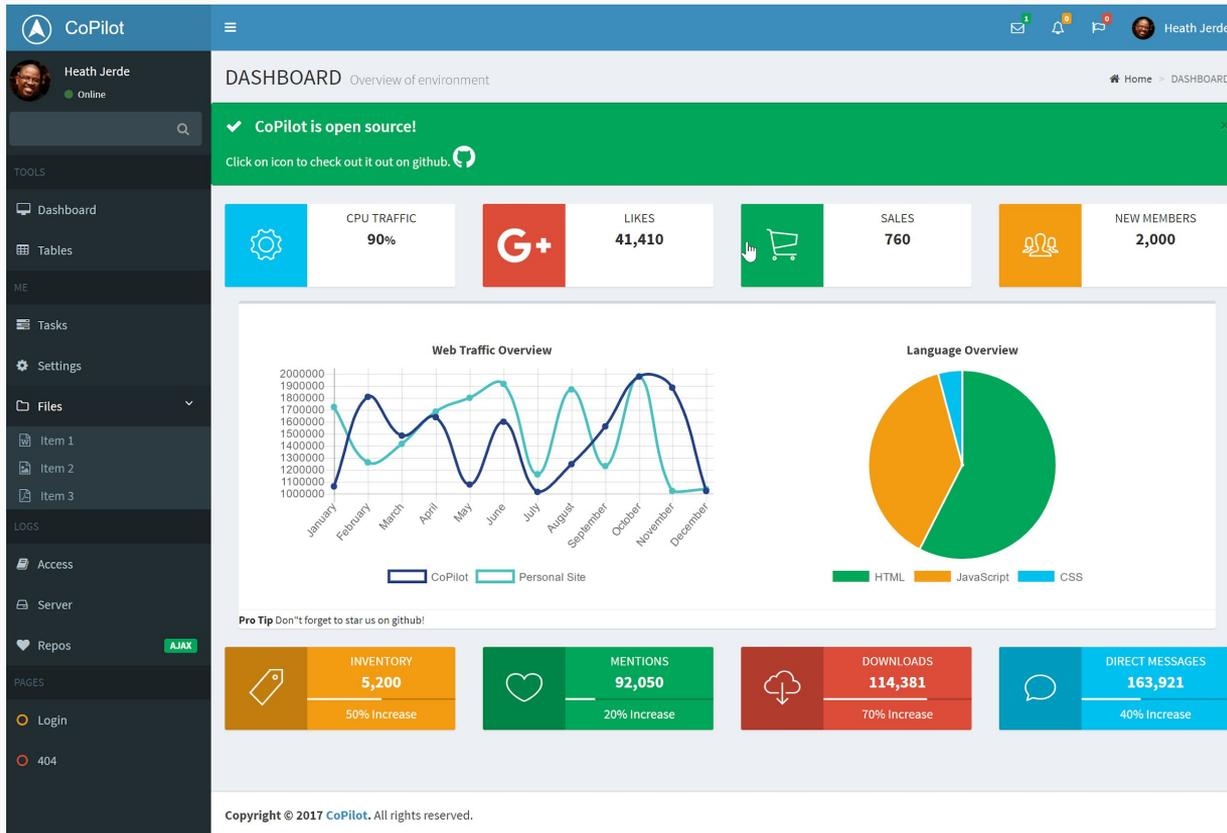 CoPilot
1
0
0
Heath Jerde
Heath Jerde
Online
DASHBOARD Overview of environment
Home > DASHBOARD
CoPilot is open source!
Click on icon to check out it out on github.
TOOLS
Dashboard
Tables
ME
Tasks
Settings
Files
Item 1
Item 2
Item 3
LOGS
Access
Server
Repos AJAX
PAGES
Login
404
CPU TRAFFIC
90%
G+
LIKES
41,410
SALES
760
NEW MEMBERS
2,000
Web Traffic Overview
2000000
1900000
1800000
1700000
1600000
1500000
1400000
1300000
1200000
1100000
1000000
January
February
March
April
May
June
July
August
September
October
November
December
CoPilot Personal Site
Language Overview
HTML JavaScript CSS
Pro Tip Don"t forget to star us on github!
INVENTORY
5,200
50% Increase
MENTIONS
92,050
20% Increase
DOWNLOADS
114,381
70% Increase
DIRECT MESSAGES
163,921
40% Increase
Copyright © 2017 CoPilot. All rights reserved.